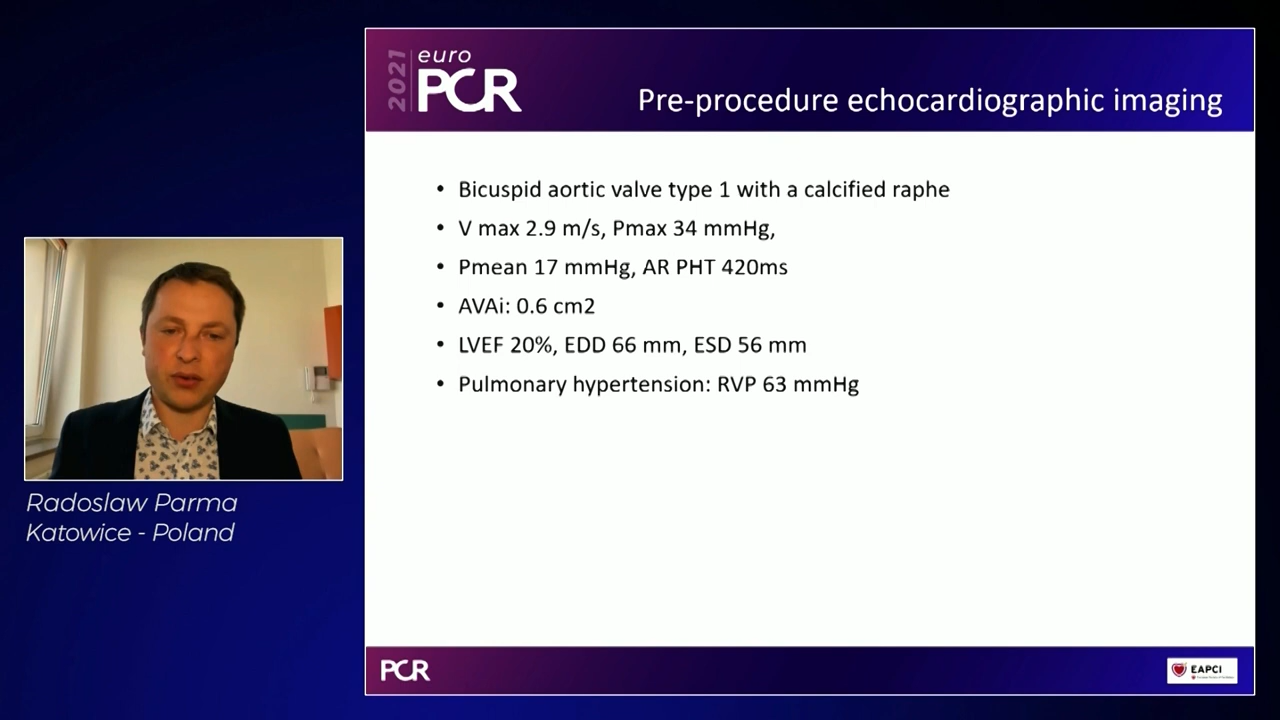 2021
euro
PCR
Pre-procedure echocardiographic imaging
• Bicuspid aortic valve type 1 with a calcified raphe
• V max 2.9 m/s, Pmax 34 mmHg,
• Pmean 17 mmHg, AR PHT 420ms
• AVAi: 0.6 cm2
• LVEF 20%, EDD 66 mm, ESD 56 mm
• Pulmonary hypertension: RVP 63 mmHg
Radoslaw Parma
Katowice - Poland
PCR
EAPCI